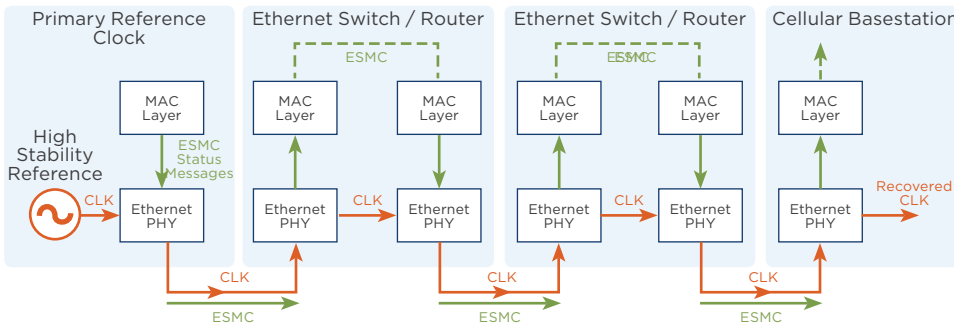 Primary Reference
Clock
MAC
Layer
High
Stability
Reference
ESMC
Status
Messages
CLK
Ethernet
PHY
Ethernet Switch / Router
ESMC
MAC
Layer
MAC
Layer
Ethernet
PHY
CLK
Ethernet
PHY
Ethernet Switch / Router
ESMC
ESMC
MAC
Layer
MAC
Layer
Ethernet
PHY
CLK
Ethernet
PHY
Cellular Basestation
MAC
Layer
Ethernet
PHY
Recovered
CLK
CLK
ESMC
CLK
ESMC
CLK
ESMC